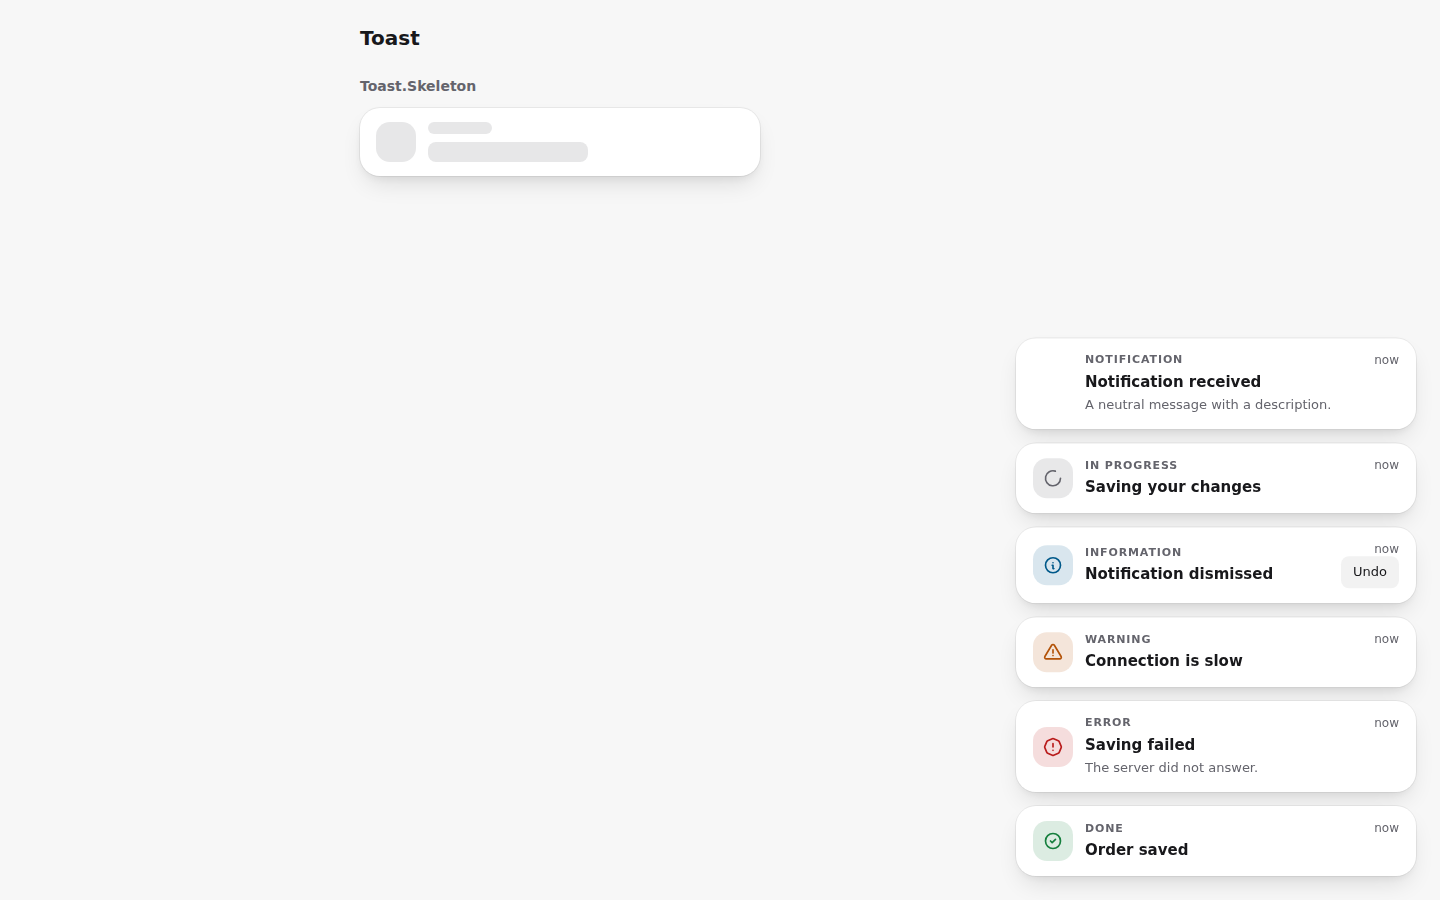 Toast
Toast.Skeleton
NOTIFICATION now
Notification received
A neutral message with a description.
IN PROGRESS now
Saving your changes
INFORMATION now
Notification dismissed Undo
WARNING now
Connection is slow
ERROR now
Saving failed
The server did not answer.
DONE now
Order saved